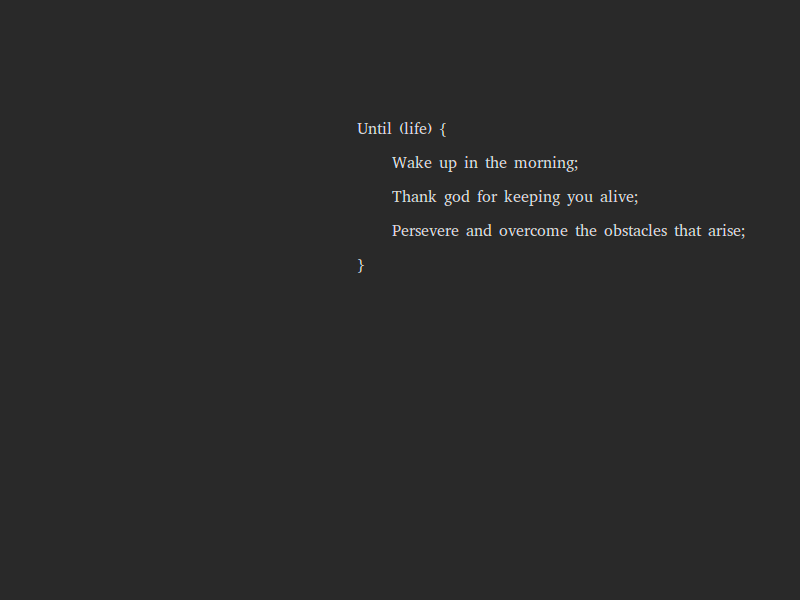 Until (life) {
Wake up in the morning;
Thank god for keeping you alive;
Persevere and overcome the obstacles that arise;
}